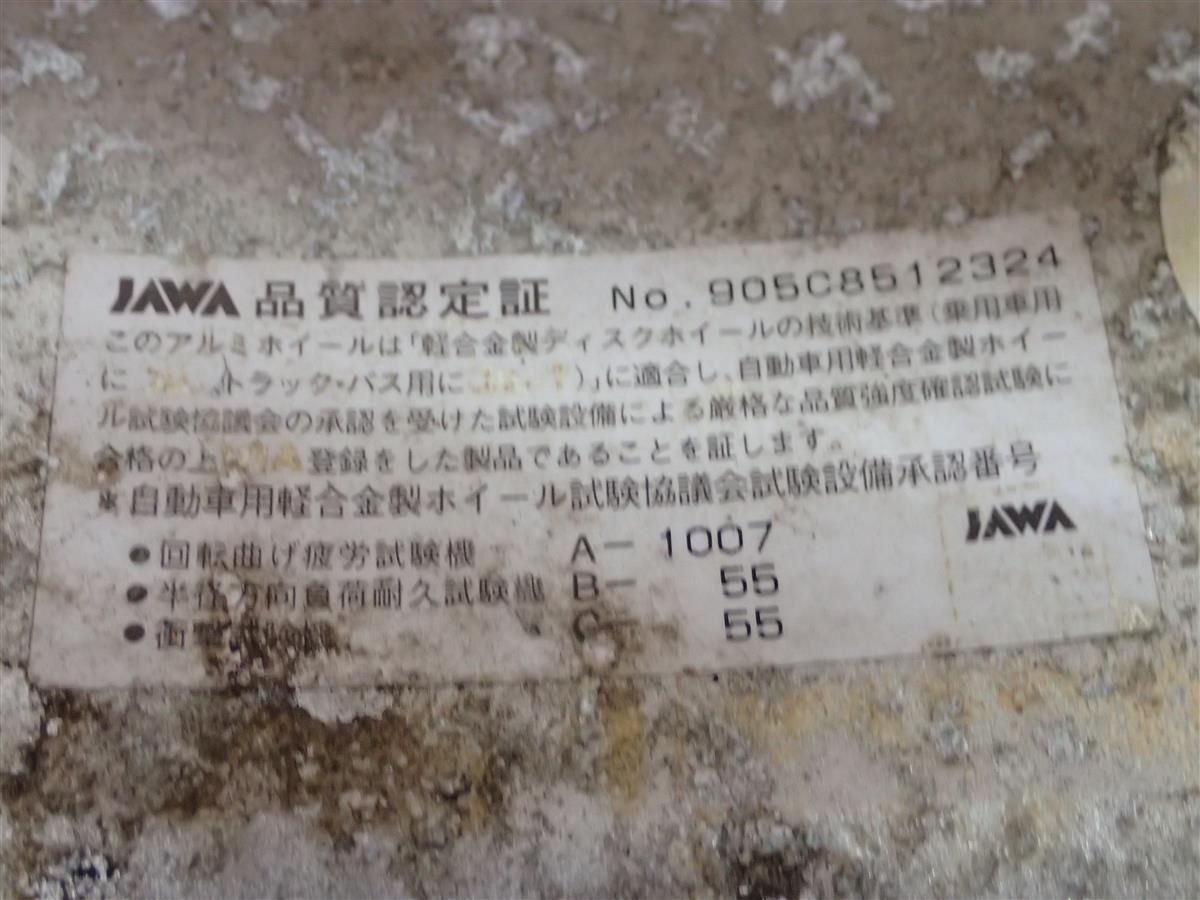 JAWA 品質認定証 No.905C8512324
このアルミホイールは「軽合金製ディスクホイールの技術基準(乗用車用
に トラック・バス用に )」に適合し、自動車用軽合金製ホイー
ル試験協議会の承認を受けた試験設備による厳格な品質強度確認試験に
合格の上 登録をした製品であることを証します。
※自動車用軽合金製ホイール試験協議会試験設備承認番号
●回転曲げ疲労試験機 A-1007
●半径方向負荷耐久試験機 B-55
●衝撃試験機 C-55
JAWA